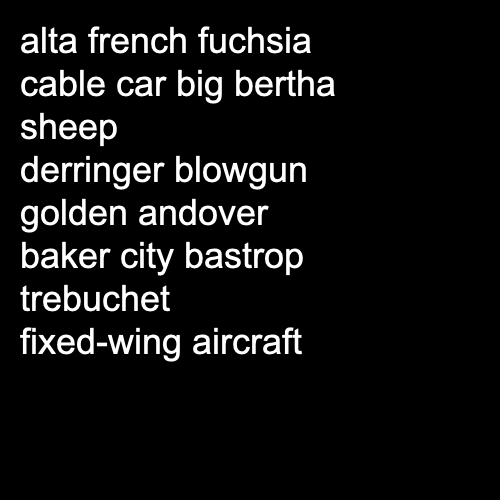 alta french fuchsia
cable car big bertha
sheep
derringer blowgun
golden andover
baker city bastrop
trebuchet
fixed-wing aircraft